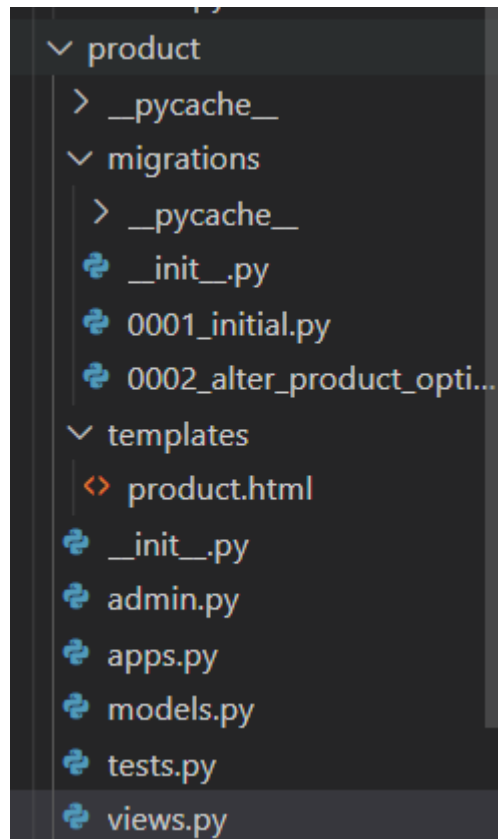 product
__pycache__
migrations
__pycache__
__init__.py
0001_initial.py
0002_alter_product_opti...
templates
product.html
__init__.py
admin.py
apps.py
models.py
tests.py
views.py